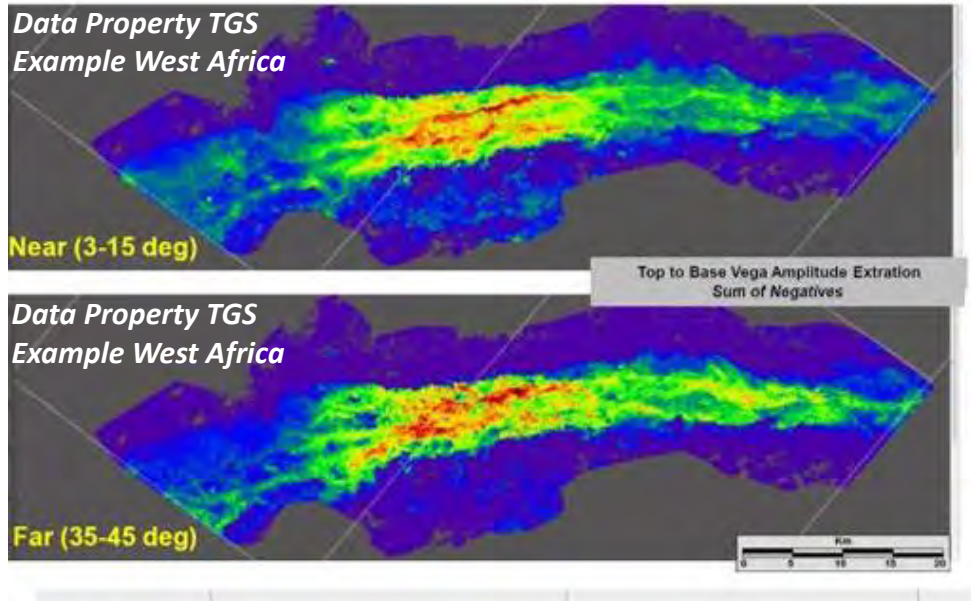 Data Property TGS
Example West Africa
Near (3-15 deg)
Top to Base Vega Amplitude Extration
Sum of Negatives
Data Property TGS
Example West Africa
Far (35-45 deg)
Km
0 5 10 15 20